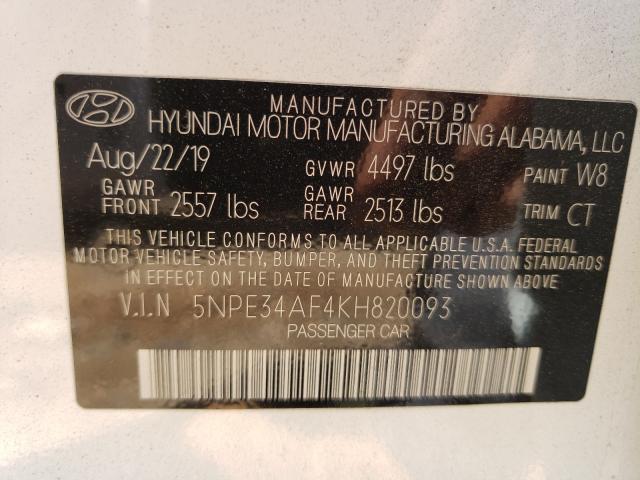 MANUFACTURED BY
HYUNDAI MOTOR MANUFACTURING ALABAMA, LLC
Aug/22/19 GVWR 4497 lbs PAINT W8
GAWR FRONT 2557 lbs GAWR REAR 2513 lbs TRIM CT
THIS VEHICLE CONFORMS TO ALL APPLICABLE U.S.A. FEDERAL
MOTOR VEHICLE SAFETY, BUMPER, AND THEFT PREVENTION STANDARDS
IN EFFECT ON THE DATE OF MANUFACTURE SHOWN ABOVE
V.I.N 5NPE34AF4KH820093
PASSENGER CAR